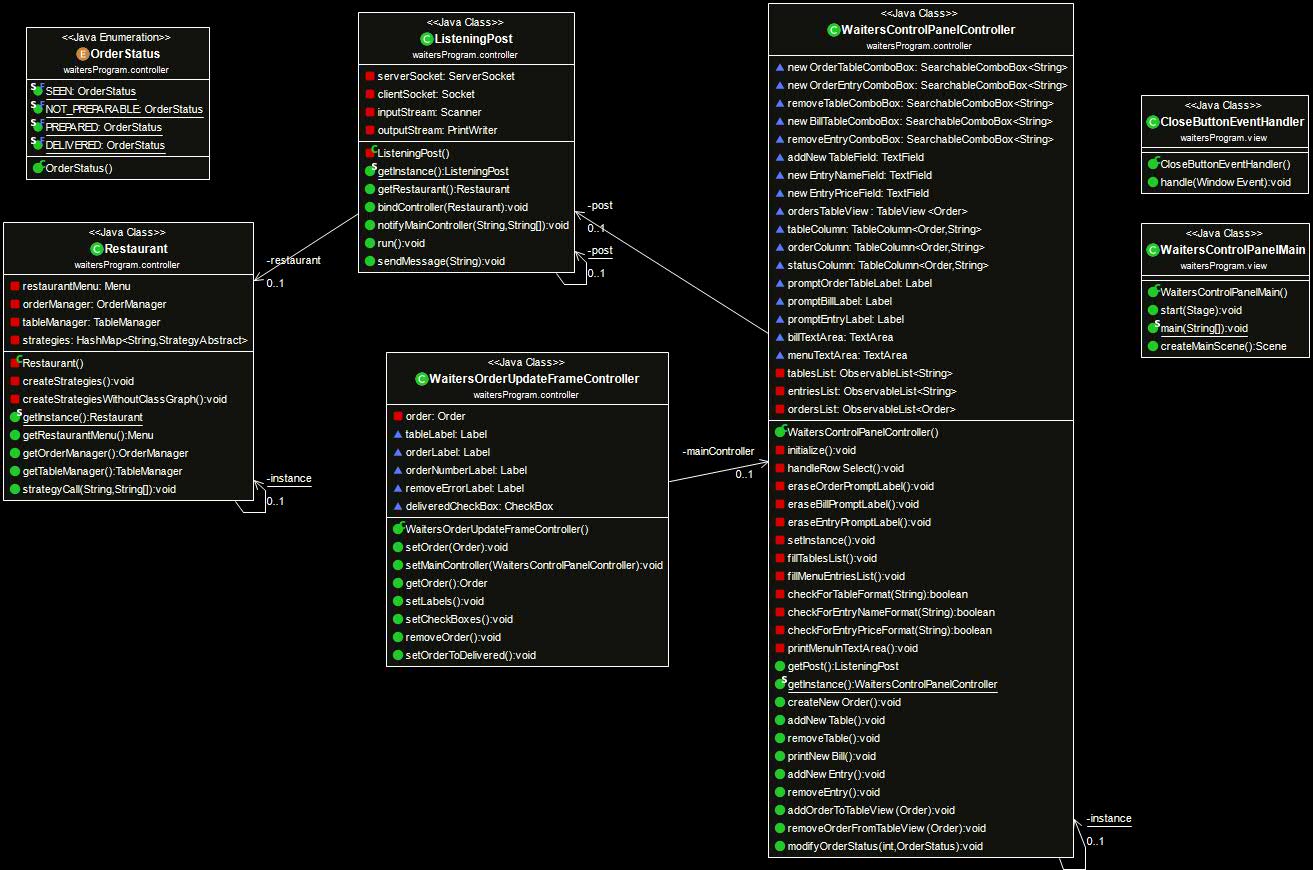 <<Java Enumeration>>
OrderStatus
waitersProgram.controller
SEEN: OrderStatus
NOT_PREPARABLE: OrderStatus
PREPARED: OrderStatus
DELIVERED: OrderStatus
OrderStatus()
<<Java Class>>
Restaurant
waitersProgram.controller
restaurantMenu: Menu
orderManager: OrderManager
tableManager: TableManager
strategies: HashMap<String,StrategyAbstract>
Restaurant()
createStrategies():void
createStrategiesWithoutClassGraph():void
getInstance():Restaurant
getRestaurantMenu():Menu
getOrderManager():OrderManager
getTableManager():TableManager
strategyCall(String,String[]):void
-instance
0..1
-restaurant
0..1
<<Java Class>>
ListeningPost
waitersProgram.controller
serverSocket: ServerSocket
clientSocket: Socket
inputStream: Scanner
outputStream: PrintWriter
ListeningPost()
getInstance():ListeningPost
getRestaurant():Restaurant
bindController(Restaurant):void
notifyMainController(String,String[]):void
run():void
sendMessage(String):void
-post
0..1
-post
0..1
<<Java Class>>
WaitersOrderUpdateFrameController
waitersProgram.controller
order: Order
tableLabel: Label
orderLabel: Label
orderNumberLabel: Label
removeErrorLabel: Label
deliveredCheckBox: CheckBox
WaitersOrderUpdateFrameController()
setOrder(Order):void
setMainController(WaitersControlPanelController):void
getOrder():Order
setLabels():void
setCheckBoxes():void
removeOrder():void
setOrderToDelivered():void
-mainController
0..1
<<Java Class>>
WaitersControlPanelController
waitersProgram.controller
new OrderTableComboBox: SearchableComboBox<String>
new OrderEntryComboBox: SearchableComboBox<String>
removeTableComboBox: SearchableComboBox<String>
new BillTableComboBox: SearchableComboBox<String>
removeEntryComboBox: SearchableComboBox<String>
addNew TableField: TextField
new EntryNameField: TextField
new EntryPriceField: TextField
ordersTableView : TableView <Order>
tableColumn: TableColumn<Order,String>
orderColumn: TableColumn<Order,String>
statusColumn: TableColumn<Order,String>
promptOrderTableLabel: Label
promptBillLabel: Label
promptEntryLabel: Label
billTextArea: TextArea
menuTextArea: TextArea
tablesList: ObservableList<String>
entriesList: ObservableList<String>
ordersList: ObservableList<Order>
WaitersControlPanelController()
initialize():void
handleRow Select():void
eraseOrderPromptLabel():void
eraseBillPromptLabel():void
eraseEntryPromptLabel():void
setInstance():void
fillTablesList():void
fillMenuEntriesList():void
checkForTableFormat(String):boolean
checkForEntryNameFormat(String):boolean
checkForEntryPriceFormat(String):boolean
printMenuInTextArea():void
getPost():ListeningPost
getInstance():WaitersControlPanelController
createNew Order():void
addNew Table():void
removeTable():void
printNew Bill():void
addNew Entry():void
removeEntry():void
addOrderToTableView (Order):void
removeOrderFromTableView (Order):void
modifyOrderStatus(int,OrderStatus):void
-instance
0..1
<<Java Class>>
CloseButtonEventHandler
waitersProgram.view
CloseButtonEventHandler()
handle(Window Event):void
<<Java Class>>
WaitersControlPanelMain
waitersProgram.view
WaitersControlPanelMain()
start(Stage):void
main(String[]):void
createMainScene():Scene